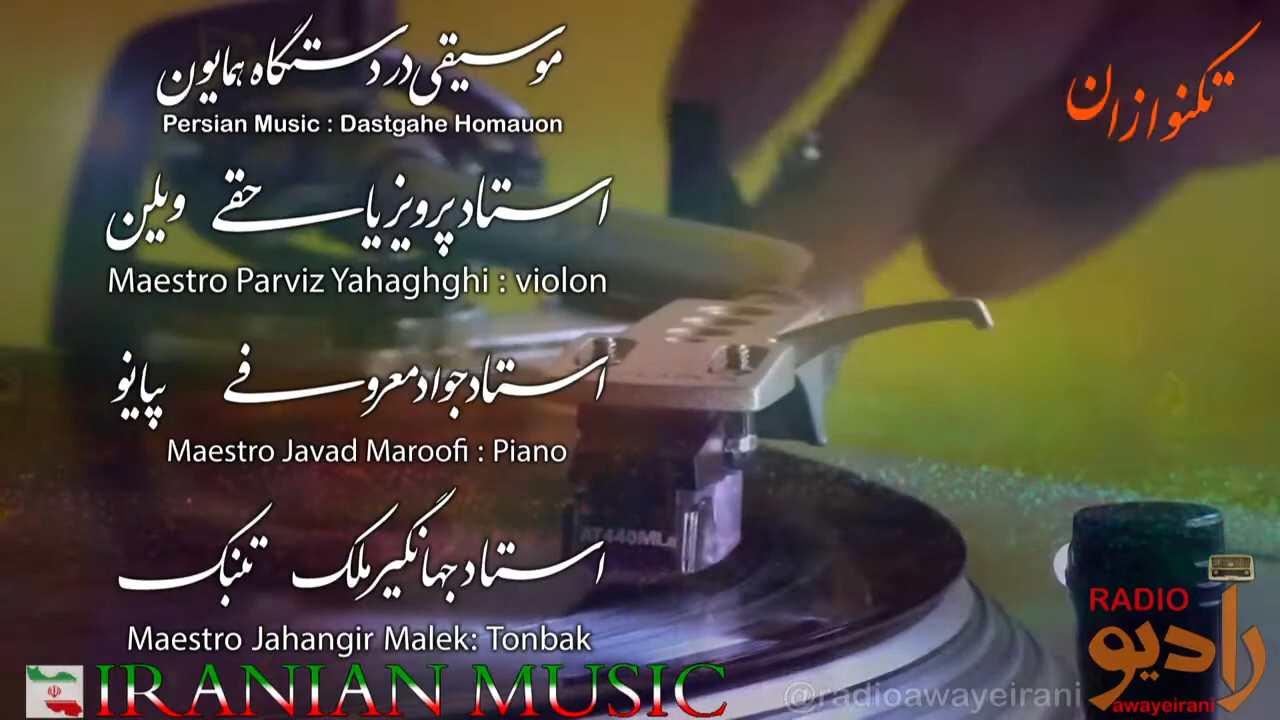 موسیقی در دستگاه همایون
Persian Music : Dastgahe Homauon
تکنوازان
استاد پرویز یاحقی ویلن
Maestro Parviz Yahaghghi : violon
استاد جواد معروفی پیانو
Maestro Javad Maroofi : Piano
AT440MLa
استاد جهانگیر ملک تنبک
Maestro Jahangir Malek: Tonbak
IRANIAN MUSIC
@radioawayeirani
RADIO
رادیو
awayeirani